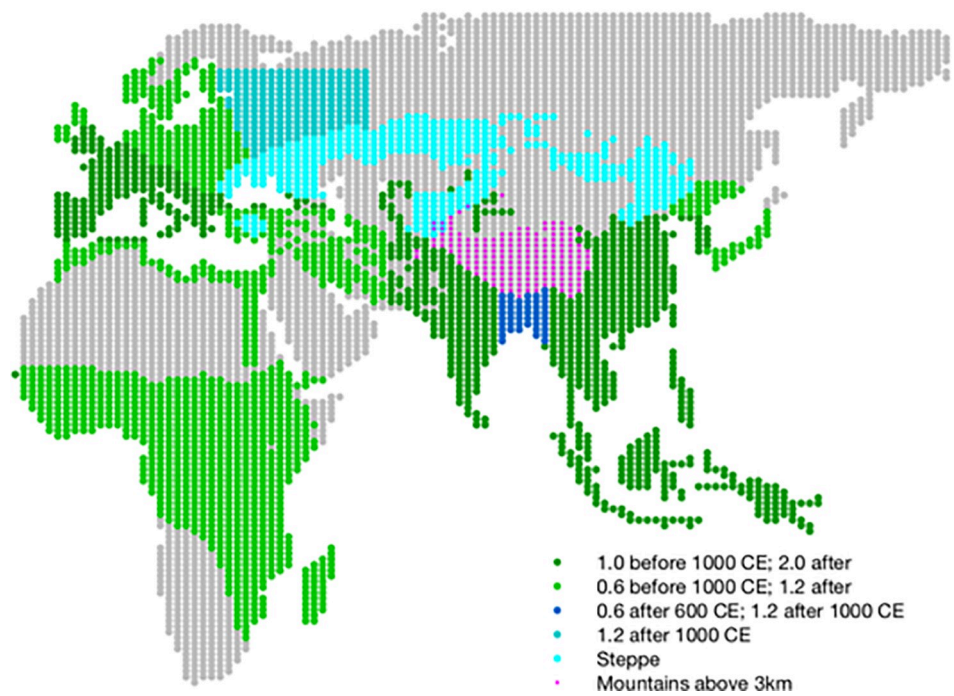 1.0 before 1000 CE; 2.0 after
0.6 before 1000 CE; 1.2 after
0.6 after 600 CE; 1.2 after 1000 CE
1.2 after 1000 CE
Steppe
Mountains above 3km